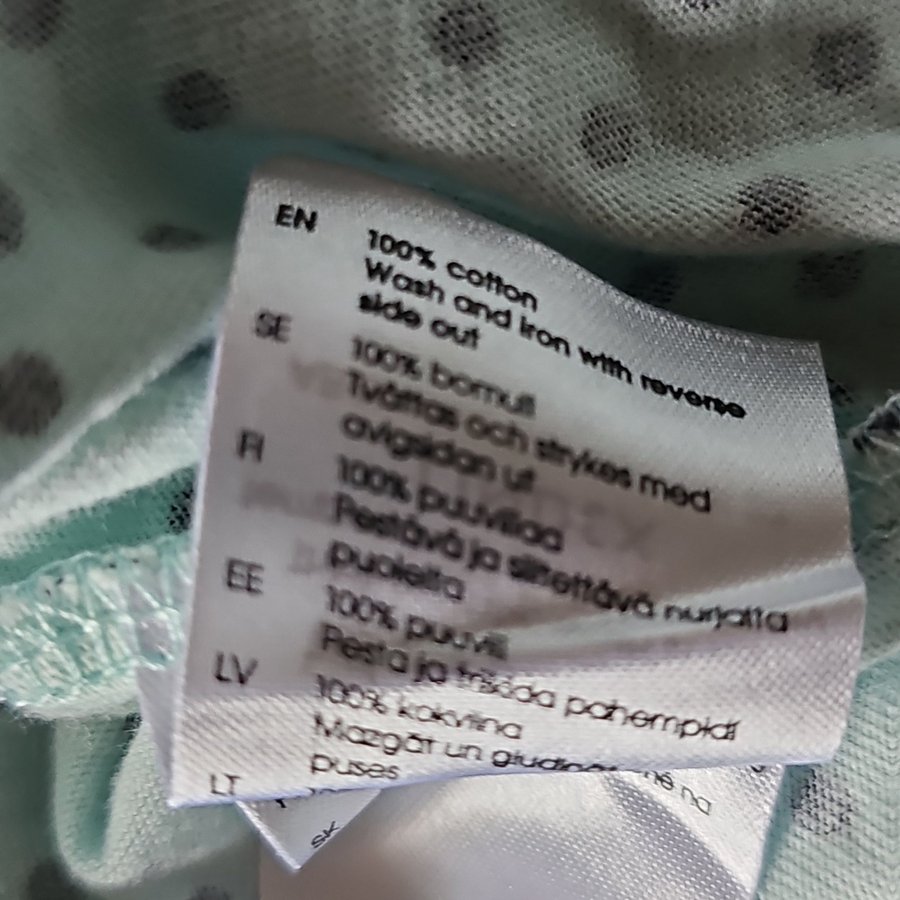 EN 100% cotton
Wash and iron with reverse
side out
SE 100% bomull
Tvättas och strykes med
avigsidan ut
FI 100% puuvillaa
Pestävä ja silitettävä nurjalta
puolelta
EE 100% puuvill
Pesta ja triikida pahempidi
LV 100% kokvilna
Mazgāt un gludināt no
puses
LT
SK